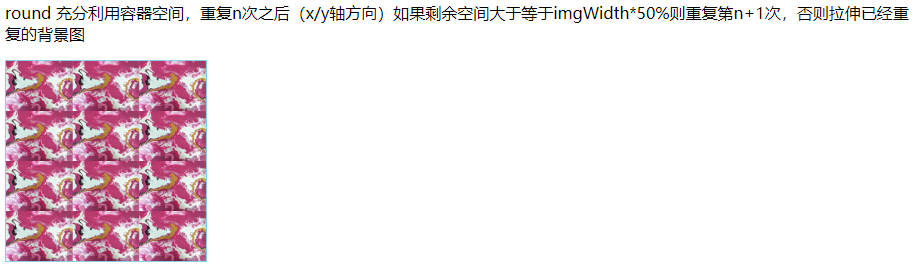 round 充分利用容器空间，重复n次之后（x/y轴方向）如果剩余空间大于等于imgWidth*50%则重复第n+1次，否则拉伸已经重
复的背景图